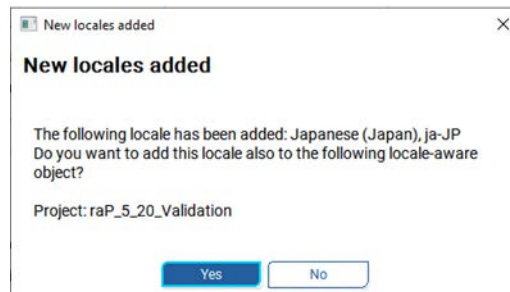 New locales added
New locales added
The following locale has been added: Japanese (Japan), ja-JP
Do you want to add this locale also to the following locale-aware
object?
Project: raP_5_20_Validation
Yes
No